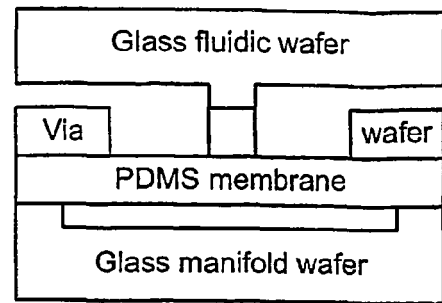 Glass fluidic wafer
Via wafer
PDMS membrane
Glass manifold wafer